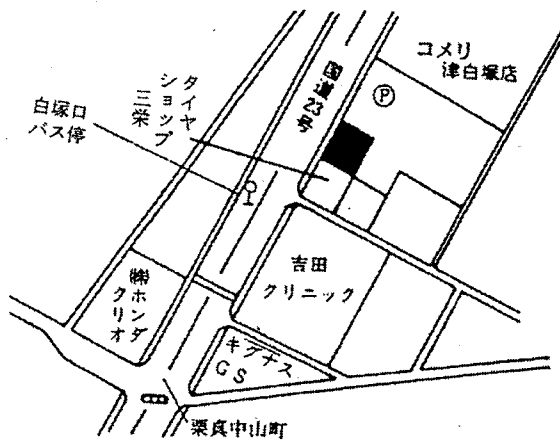 コメリ
津白塚店
Ⓟ
国道23号
タイヤ
ショップ
三栄
白塚口
バス停
吉田
クリニック
㈱ホンダ
クリオ
キグナス
GS
栗真中山町